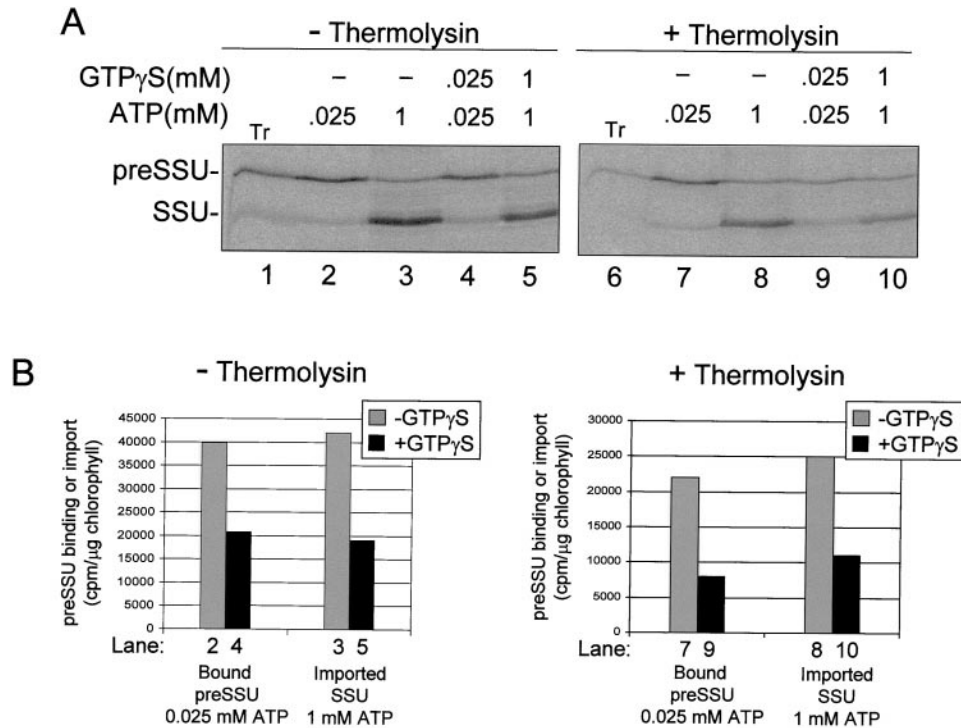 A
- Thermolysin
+ Thermolysin
GTPγS(mM) – – .025 1 – – .025 1
ATP(mM) .025 1 .025 1 .025 1 .025 1
Tr Tr
preSSU-
SSU-
1 2 3 4 5 6 7 8 9 10
B
- Thermolysin
-GTPγS
+GTPγS
preSSU binding or import
(cpm/μg chlorophyll)
45000
40000
35000
30000
25000
20000
15000
10000
5000
0
Lane: 2 4 3 5
Bound Imported
preSSU SSU
0.025 mM ATP 1 mM ATP
+ Thermolysin
-GTPγS
+GTPγS
preSSU binding or import
(cpm/μg chlorophyll)
30000
25000
20000
15000
10000
5000
0
Lane: 7 9 8 10
Bound Imported
preSSU SSU
0.025 mM ATP 1 mM ATP